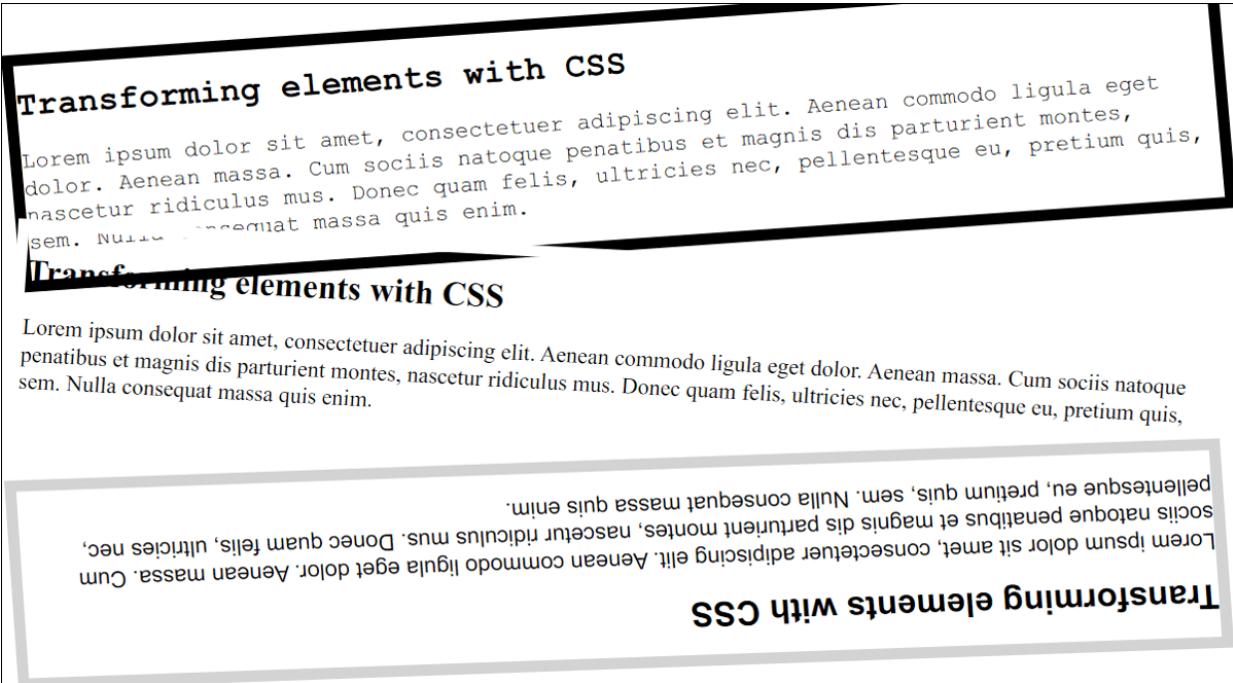 Transforming elements with CSS
Lorem ipsum dolor sit amet, consectetuer adipiscing elit. Aenean commodo ligula eget
dolor. Aenean massa. Cum sociis natoque penatibus et magnis dis parturient montes,
nascetur ridiculus mus. Donec quam felis, ultricies nec, pellentesque eu, pretium quis,
sem. Nulla consequat massa quis enim.
Transforming elements with CSS
Lorem ipsum dolor sit amet, consectetuer adipiscing elit. Aenean commodo ligula eget dolor. Aenean massa. Cum sociis natoque
penatibus et magnis dis parturient montes, nascetur ridiculus mus. Donec quam felis, ultricies nec, pellentesque eu, pretium quis,
sem. Nulla consequat massa quis enim.
Transforming elements with CSS
Lorem ipsum dolor sit amet, consectetuer adipiscing elit. Aenean commodo ligula eget dolor. Aenean massa. Cum
sociis natoque penatibus et magnis dis parturient montes, nascetur ridiculus mus. Donec quam felis, ultricies nec,
pellentesque eu, pretium quis, sem. Nulla consequat massa quis enim.